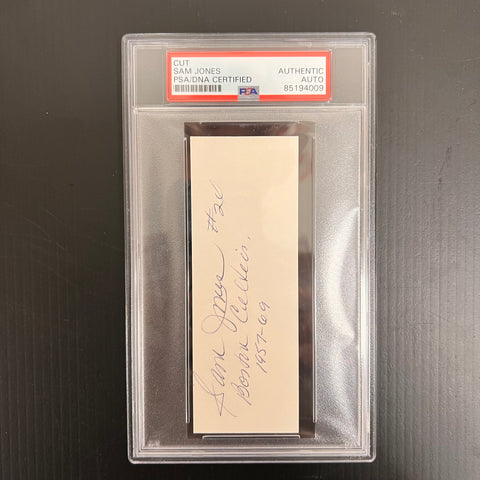 CUT
SAM JONES
PSA/DNA CERTIFIED
AUTHENTIC
AUTO
85194009
PSA
Sam Jones #24
Boston Celtics.
1957-69